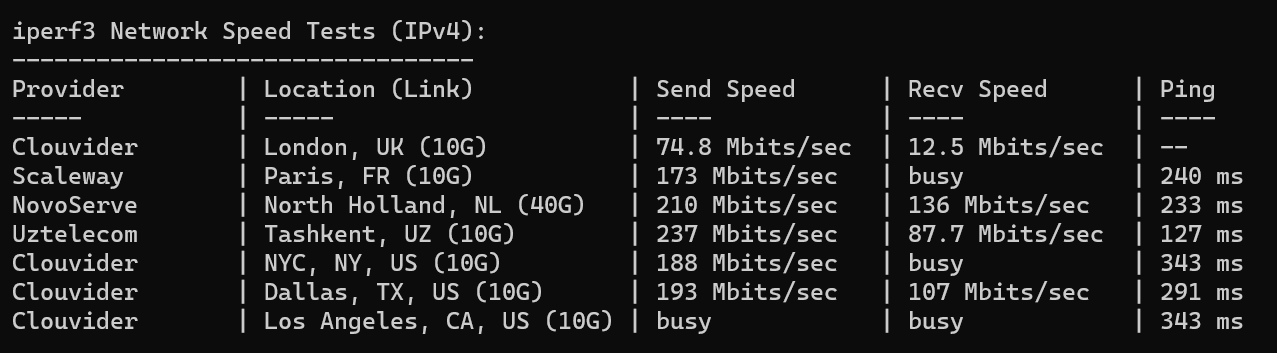 iperf3 Network Speed Tests (IPv4):
---------------------------------
Provider        | Location (Link)           | Send Speed      | Recv Speed      | Ping
-----           | -----                     | ----            | ----            | ----
Clouvider       | London, UK (10G)          | 74.8 Mbits/sec  | 12.5 Mbits/sec  | --
Scaleway        | Paris, FR (10G)           | 173 Mbits/sec   | busy            | 240 ms
NovoServe       | North Holland, NL (40G)   | 210 Mbits/sec   | 136 Mbits/sec   | 233 ms
Uztelecom       | Tashkent, UZ (10G)        | 237 Mbits/sec   | 87.7 Mbits/sec  | 127 ms
Clouvider       | NYC, NY, US (10G)         | 188 Mbits/sec   | busy            | 343 ms
Clouvider       | Dallas, TX, US (10G)      | 193 Mbits/sec   | 107 Mbits/sec   | 291 ms
Clouvider       | Los Angeles, CA, US (10G) | busy            | busy            | 343 ms